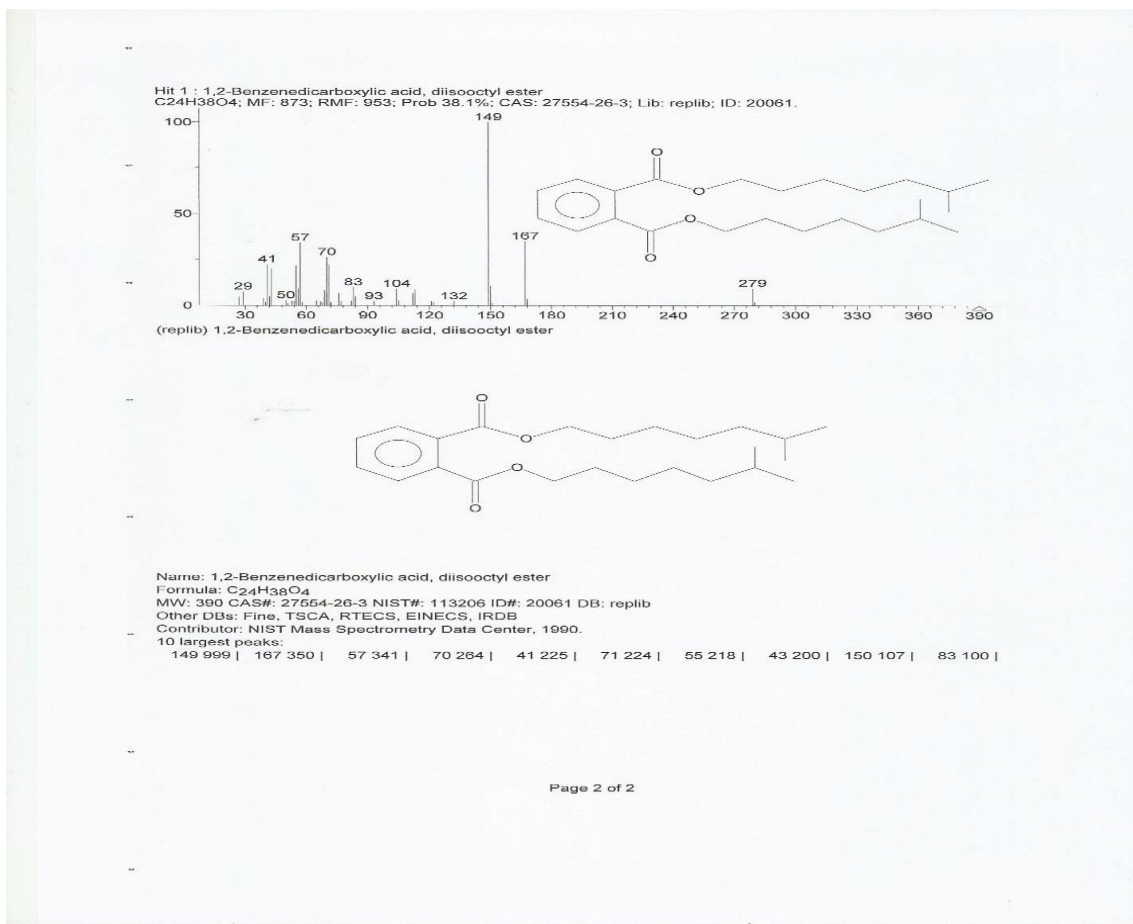 Hit 1 : 1,2-Benzenedicarboxylic acid, diisooctyl ester
C24H38O4; MF: 873; RMF: 953; Prob 38.1%; CAS: 27554-26-3; Lib: replib; ID: 20061.
100
149
O
O
O
O
50
57
167
70
41
83
104
29
50
93
132
279
0
30 60 90 120 150 180 210 240 270 300 330 360 390
(replib) 1,2-Benzenedicarboxylic acid, diisooctyl ester
O
O
O
O
Name: 1,2-Benzenedicarboxylic acid, diisooctyl ester
Formula: C24H38O4
MW: 390 CAS#: 27554-26-3 NIST#: 113206 ID#: 20061 DB: replib
Other DBs: Fine, TSCA, RTECS, EINECS, IRDB
Contributor: NIST Mass Spectrometry Data Center, 1990.
10 largest peaks:
149 999 | 167 350 | 57 341 | 70 264 | 41 225 | 71 224 | 55 218 | 43 200 | 150 107 | 83 100 |
Page 2 of 2